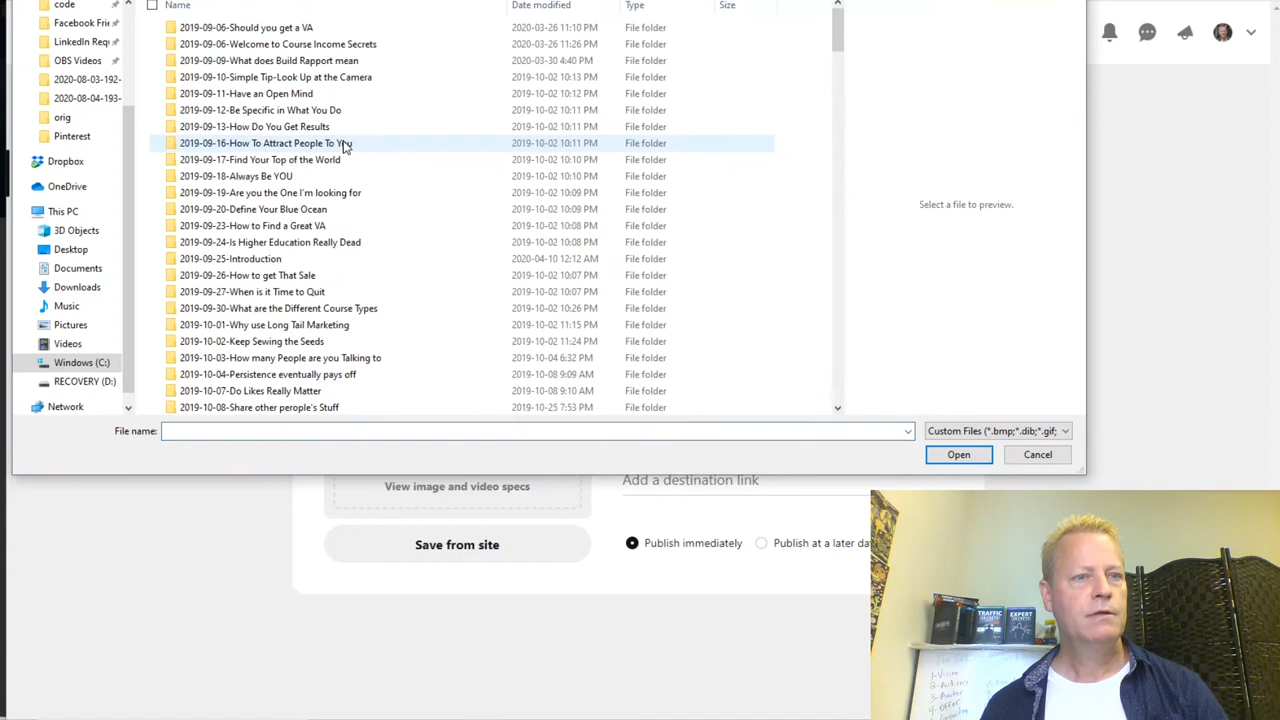 code
Facebook Frie
LinkedIn Requ
OBS Videos
2020-08-03-192-
2020-08-04-193-
orig
Pinterest
Dropbox
OneDrive
This PC
3D Objects
Desktop
Documents
Downloads
Music
Pictures
Videos
Windows (C:)
RECOVERY (D:)
Network
Name Date modified Type Size
2019-09-06-Should you get a VA 2020-03-26 11:10 PM File folder
2019-09-06-Welcome to Course Income Secrets 2020-03-26 11:26 PM File folder
2019-09-09-What does Build Rapport mean 2020-03-30 4:40 PM File folder
2019-09-10-Simple Tip-Look Up at the Camera 2019-10-02 10:13 PM File folder
2019-09-11-Have an Open Mind 2019-10-02 10:12 PM File folder
2019-09-12-Be Specific in What You Do 2019-10-02 10:11 PM File folder
2019-09-13-How Do You Get Results 2019-10-02 10:11 PM File folder
2019-09-16-How To Attract People To You 2019-10-02 10:11 PM File folder
2019-09-17-Find Your Top of the World 2019-10-02 10:10 PM File folder
2019-09-18-Always Be YOU 2019-10-02 10:10 PM File folder
2019-09-19-Are you the One I'm looking for 2019-10-02 10:09 PM File folder
2019-09-20-Define Your Blue Ocean 2019-10-02 10:09 PM File folder
2019-09-23-How to Find a Great VA 2019-10-02 10:08 PM File folder
2019-09-24-Is Higher Education Really Dead 2019-10-02 10:08 PM File folder
2019-09-25-Introduction 2020-04-10 12:12 AM File folder
2019-09-26-How to get That Sale 2019-10-02 10:07 PM File folder
2019-09-27-When is it Time to Quit 2019-10-02 10:07 PM File folder
2019-09-30-What are the Different Course Types 2019-10-02 10:26 PM File folder
2019-10-01-Why use Long Tail Marketing 2019-10-02 11:15 PM File folder
2019-10-02-Keep Sewing the Seeds 2019-10-02 11:24 PM File folder
2019-10-03-How many People are you Talking to 2019-10-04 6:32 PM File folder
2019-10-04-Persistence eventually pays off 2019-10-08 9:09 AM File folder
2019-10-07-Do Likes Really Matter 2019-10-08 9:10 AM File folder
2019-10-08-Share other perople's Stuff 2019-10-25 7:53 PM File folder
Select a file to preview.
File name:
Custom Files (*.bmp;*.dib;*.gif;
Open Cancel
View image and video specs
Add a destination link
Save from site
Publish immediately Publish at a later da
TRAFFIC
SECRETS
EXPERT
SECRETS
1-Vision
2-Audience
4-Offer